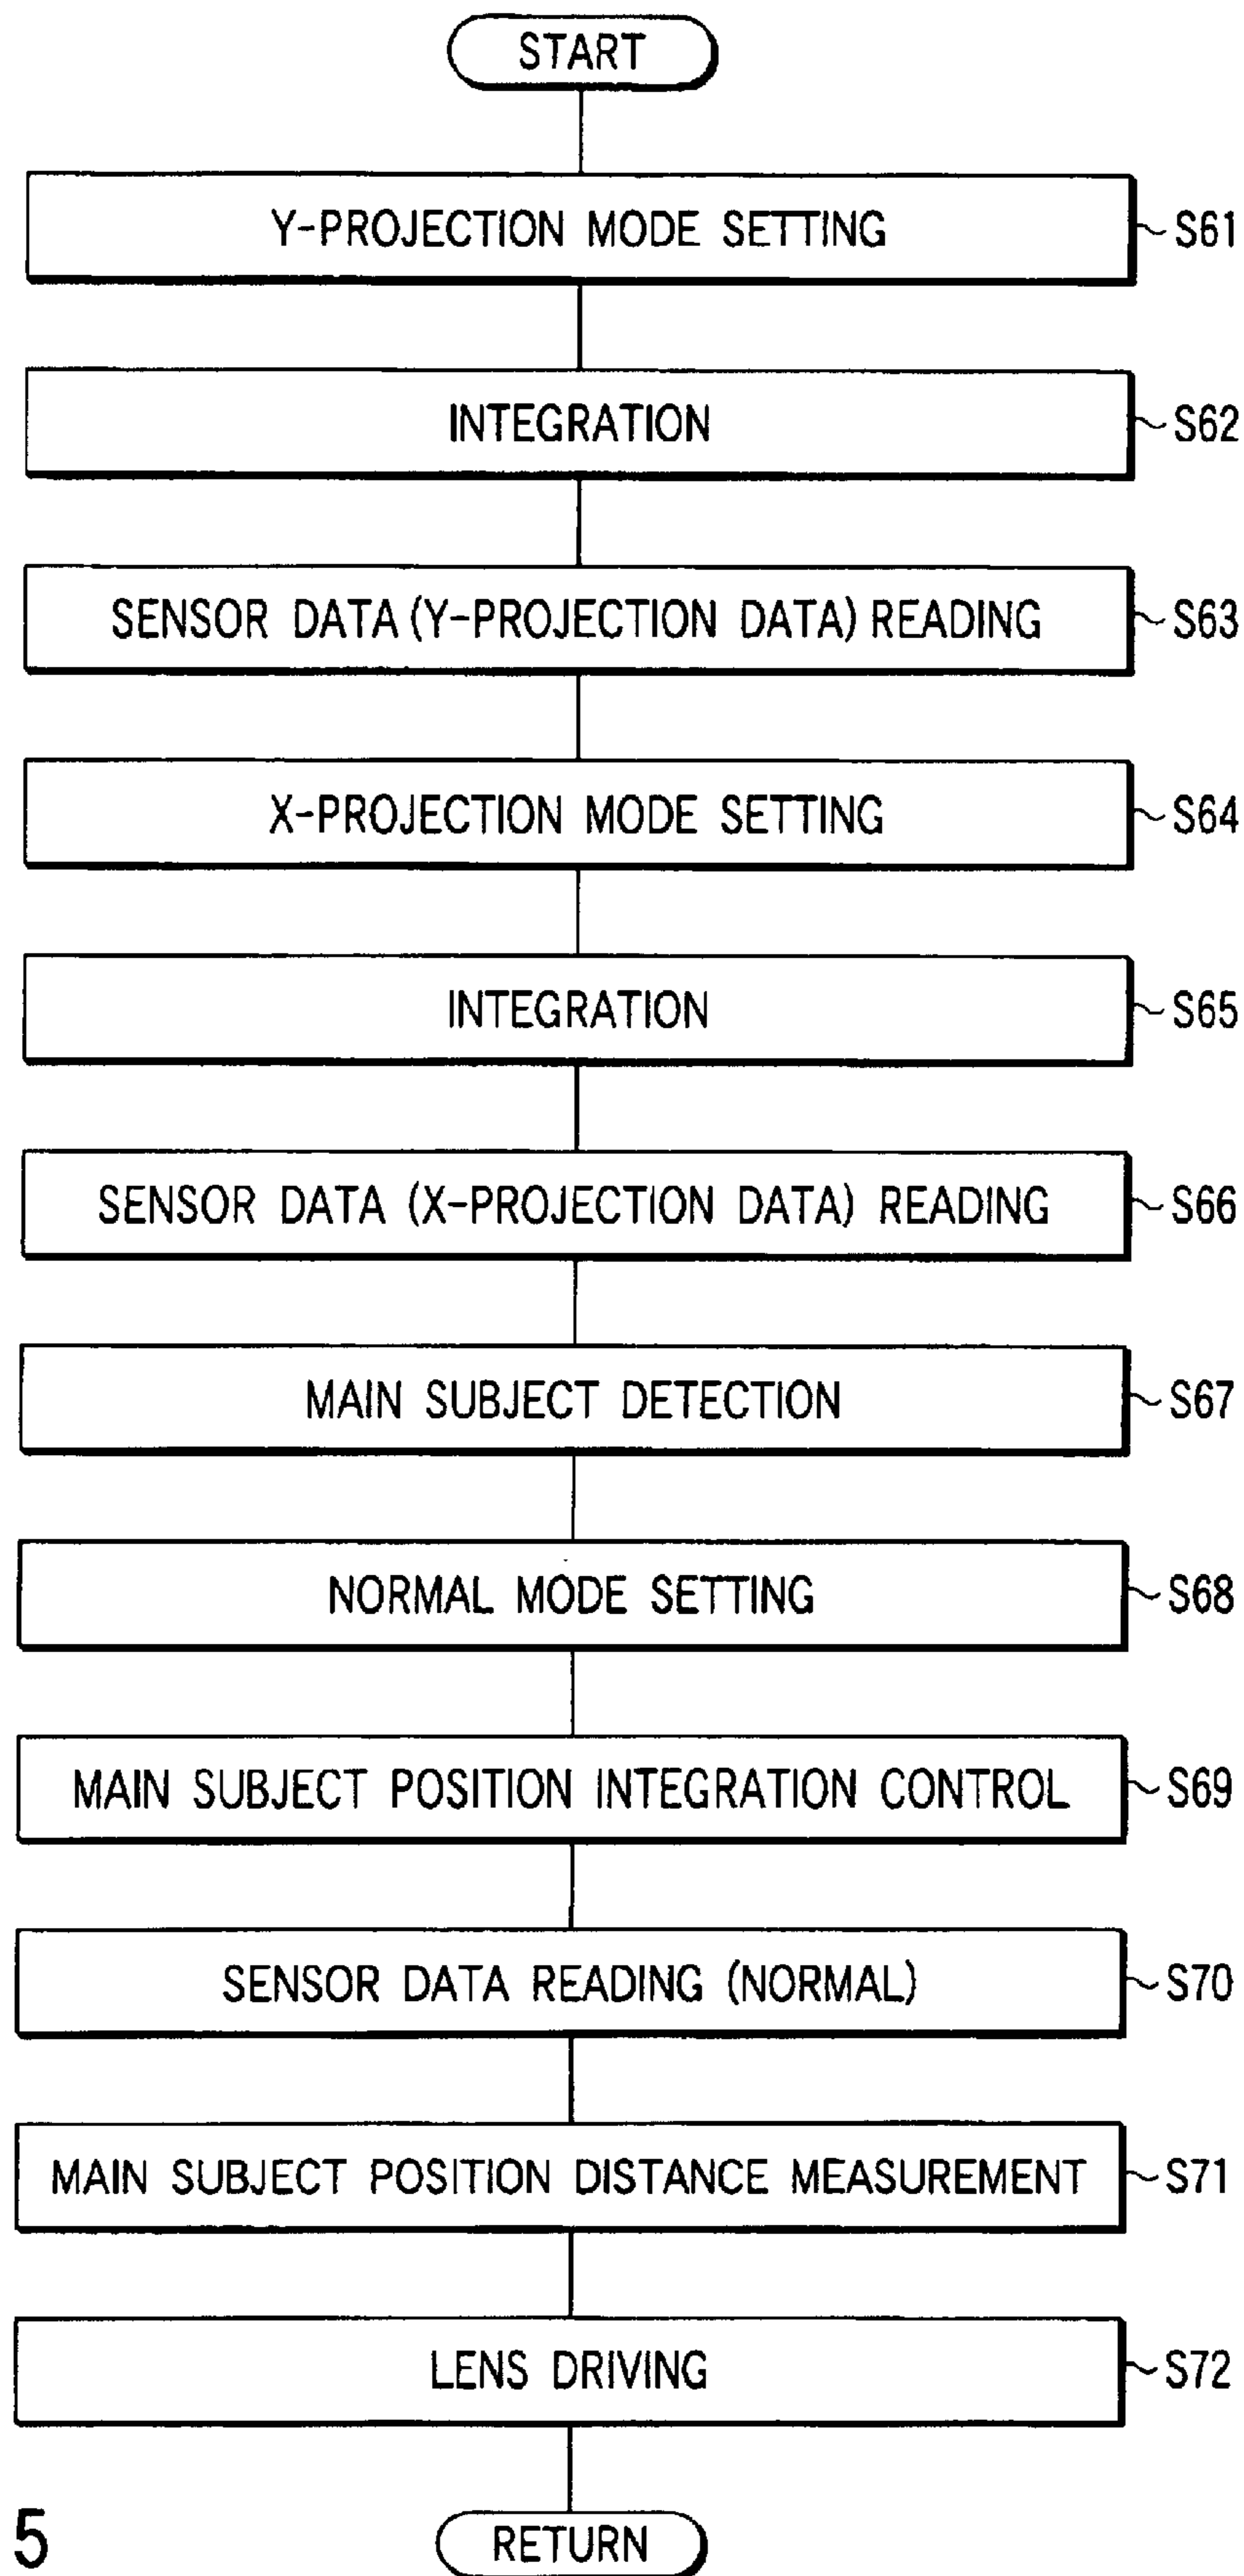 START
Y-PROJECTION MODE SETTING
S61
INTEGRATION
S62
SENSOR DATA (Y-PROJECTION DATA) READING
S63
X-PROJECTION MODE SETTING
S64
INTEGRATION
S65
SENSOR DATA (X-PROJECTION DATA) READING
S66
MAIN SUBJECT DETECTION
S67
NORMAL MODE SETTING
S68
MAIN SUBJECT POSITION INTEGRATION CONTROL
S69
SENSOR DATA READING (NORMAL)
S70
MAIN SUBJECT POSITION DISTANCE MEASUREMENT
S71
LENS DRIVING
S72
RETURN
5